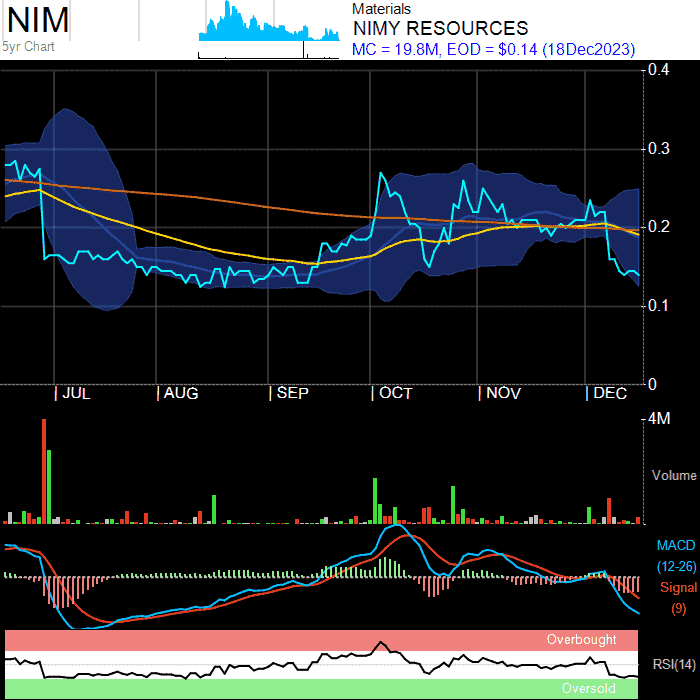 NIM
5yr Chart
Materials
NIMY RESOURCES
MC = 19.8M, EOD = $0.14 (18Dec2023)
0.4
0.3
0.2
0.1
0
JUL AUG SEP OCT NOV DEC
4M
Volume
MACD
(12-26)
Signal
(9)
Overbought
RSI(14)
Oversold